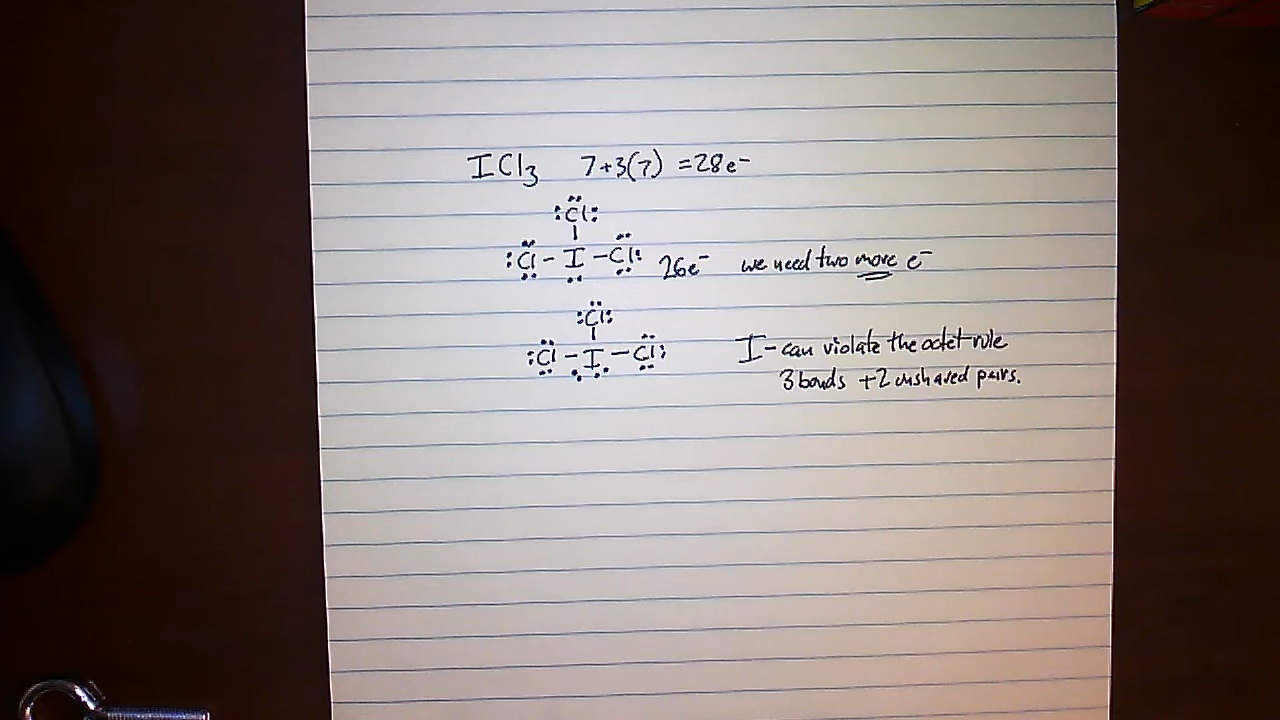 ICl3 7+3(7) =28e-
:Cl:
:Cl - I - Cl: 26e- we need two more e-
:Cl:
:Cl - I - Cl: I - can violate the octet rule
3 bonds +2 unshared pairs.